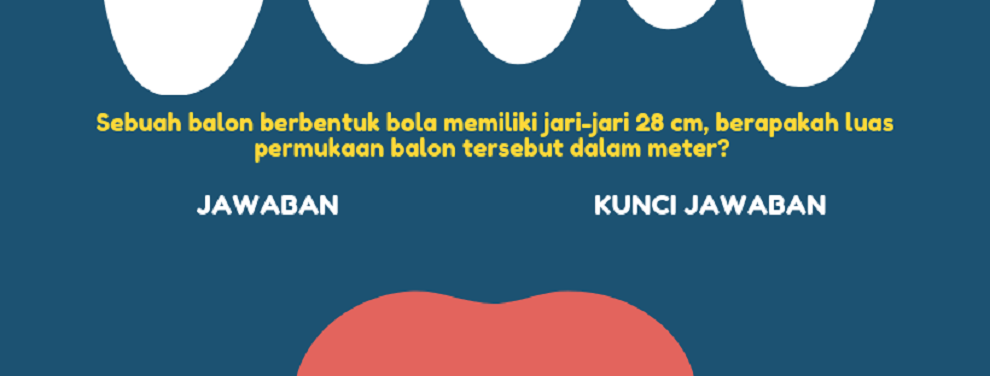 Sebuah balon berbentuk bola memiliki jari-jari 28 cm, berapakah luas
permukaan balon tersebut dalam meter?
JAWABAN
KUNCI JAWABAN